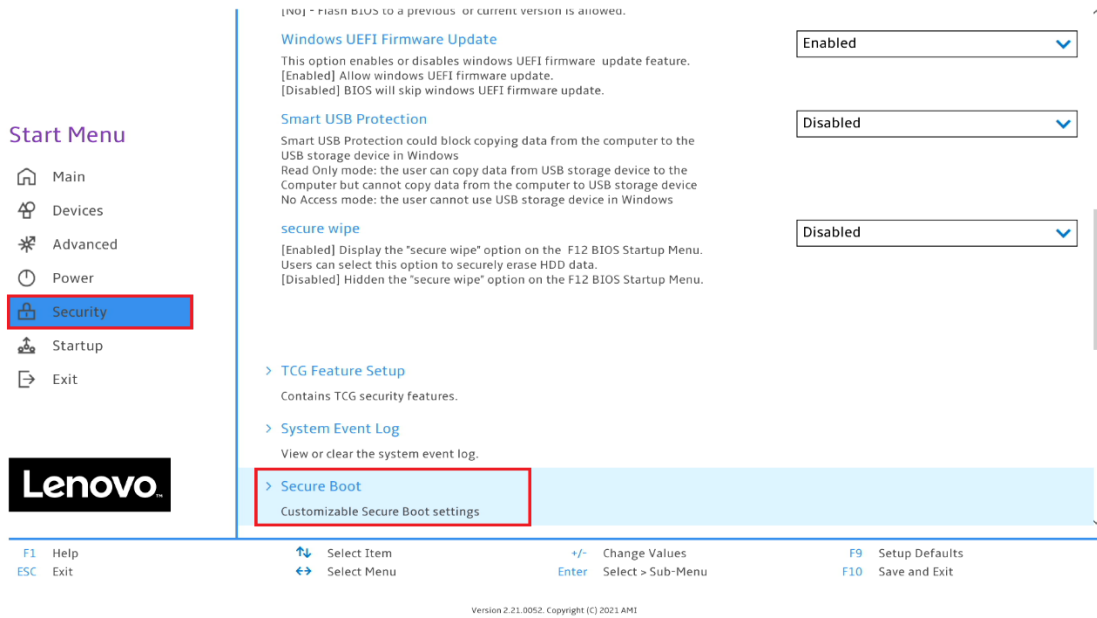 [No] - Flash BIOS to a previous or current version is allowed.
Windows UEFI Firmware Update
Enabled
This option enables or disables windows UEFI firmware update feature.
[Enabled] Allow windows UEFI firmware update.
[Disabled] BIOS will skip windows UEFI firmware update.
Smart USB Protection
Disabled
Smart USB Protection could block copying data from the computer to the
USB storage device in Windows
Read Only mode: the user can copy data from USB storage device to the
Computer but cannot copy data from the computer to USB storage device
No Access mode: the user cannot use USB storage device in Windows
secure wipe
Disabled
[Enabled] Display the "secure wipe" option on the F12 BIOS Startup Menu.
Users can select this option to securely erase HDD data.
[Disabled] Hidden the "secure wipe" option on the F12 BIOS Startup Menu.
> TCG Feature Setup
Contains TCG security features.
> System Event Log
View or clear the system event log.
> Secure Boot
Customizable Secure Boot settings
Start Menu
Main
Devices
Advanced
Power
Security
Startup
Exit
Lenovo™
F1 Help
ESC Exit
↑↓ Select Item
←→ Select Menu
+/- Change Values
Enter Select > Sub-Menu
F9 Setup Defaults
F10 Save and Exit
Version 2.21.0052. Copyright (C) 2021 AMI